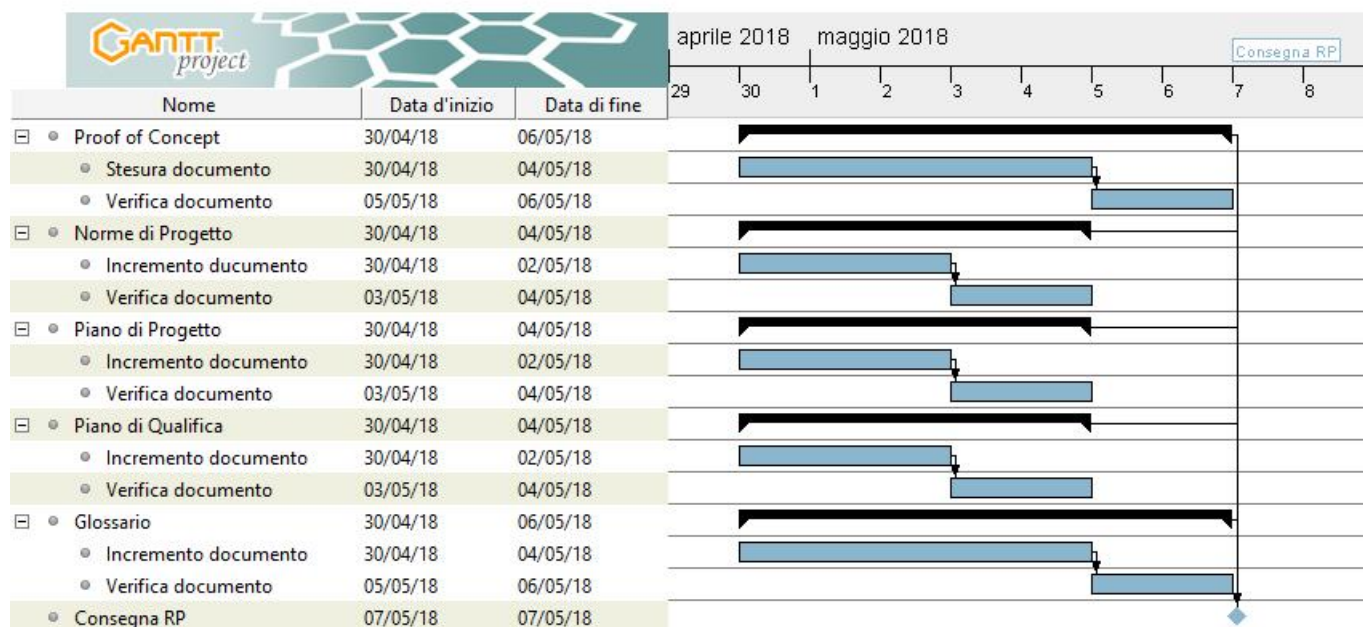 GANTT
project
aprile 2018 maggio 2018
Consegna RP
29 30 1 2 3 4 5 6 7 8
Nome Data d'inizio Data di fine
Proof of Concept 30/04/18 06/05/18
Stesura documento 30/04/18 04/05/18
Verifica documento 05/05/18 06/05/18
Norme di Progetto 30/04/18 04/05/18
Incremento ducumento 30/04/18 02/05/18
Verifica documento 03/05/18 04/05/18
Piano di Progetto 30/04/18 04/05/18
Incremento documento 30/04/18 02/05/18
Verifica documento 03/05/18 04/05/18
Piano di Qualifica 30/04/18 04/05/18
Incremento documento 30/04/18 02/05/18
Verifica documento 03/05/18 04/05/18
Glossario 30/04/18 06/05/18
Incremento documento 30/04/18 04/05/18
Verifica documento 05/05/18 06/05/18
Consegna RP 07/05/18 07/05/18